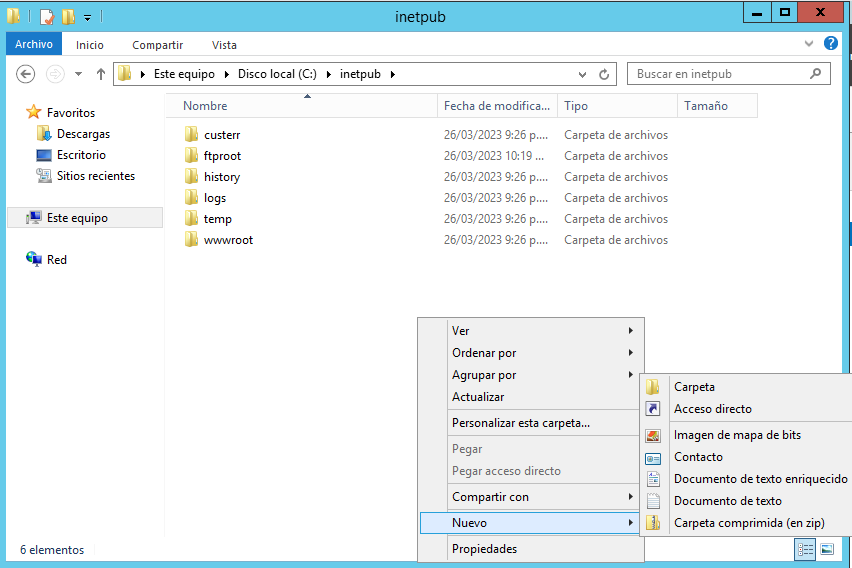 inetpub
Archivo Inicio Compartir Vista
Este equipo Disco local (C:) inetpub Buscar en inetpub
Favoritos
Descargas
Escritorio
Sitios recientes
Este equipo
Red
Nombre Fecha de modifica... Tipo Tamaño
custerr 26/03/2023 9:26 p.... Carpeta de archivos
ftproot 26/03/2023 10:19 ... Carpeta de archivos
history 26/03/2023 9:26 p.... Carpeta de archivos
logs 26/03/2023 9:26 p.... Carpeta de archivos
temp 26/03/2023 9:26 p.... Carpeta de archivos
wwwroot 26/03/2023 9:26 p.... Carpeta de archivos
Ver
Ordenar por
Agrupar por
Actualizar
Personalizar esta carpeta...
Pegar
Pegar acceso directo
Compartir con
Nuevo
Propiedades
Carpeta
Acceso directo
Imagen de mapa de bits
Contacto
Documento de texto enriquecido
Documento de texto
Carpeta comprimida (en zip)
6 elementos